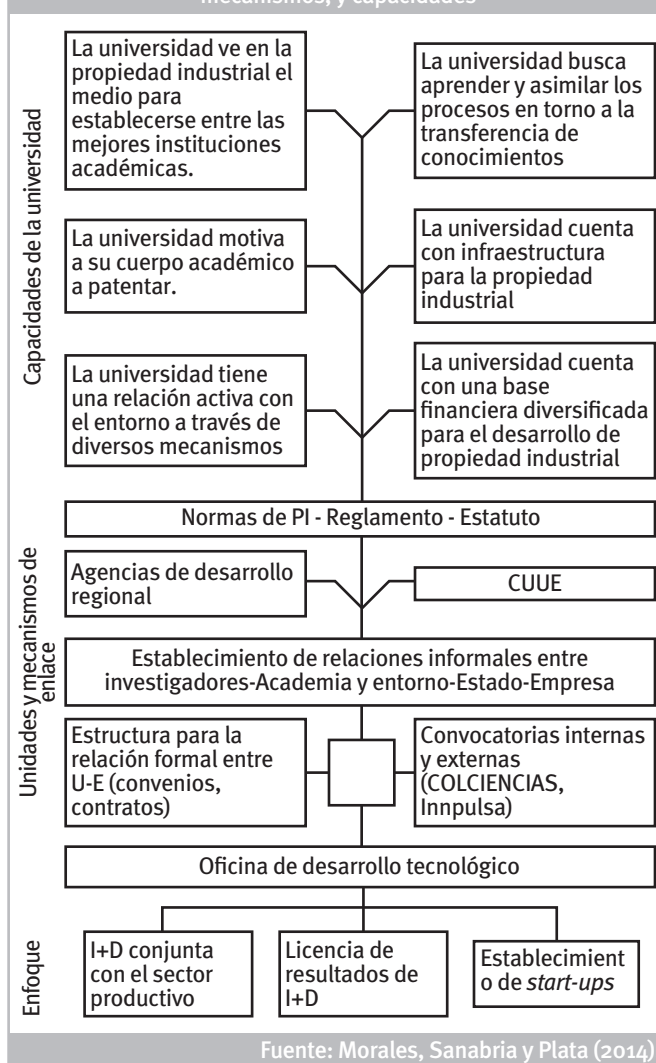 mecanismos, y capacidades
Capacidades de la universidad
La universidad ve en la
propiedad industrial el
medio para
establecerse entre las
mejores instituciones
académicas.
La universidad busca
aprender y asimilar los
procesos en torno a la
transferencia de
conocimientos
La universidad motiva
a su cuerpo académico
a patentar.
La universidad cuenta
con infraestructura
para la propiedad
industrial
La universidad tiene
una relación activa con
el entorno a través de
diversos mecanismos
La universidad cuenta
con una base
financiera diversificada
para el desarrollo de
propiedad industrial
Normas de PI - Reglamento - Estatuto
Unidades y mecanismos de
enlace
Agencias de desarrollo
regional
CUUE
Establecimiento de relaciones informales entre
investigadores-Academia y entorno-Estado-Empresa
Estructura para la
relación formal entre
U-E (convenios,
contratos)
Convocatorias internas
y externas
(COLCIENCIAS,
Innpulsa)
Oficina de desarrollo tecnológico
Enfoque
I+D conjunta
con el sector
productivo
Licencia de
resultados de
I+D
Establecimient
o de start-ups
Fuente: Morales, Sanabria y Plata (2014)